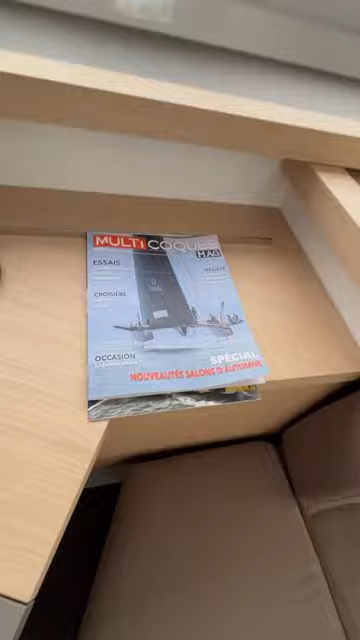 MULTICOQUES
MAG
ESSAIS
RÉGATE
CROISIÈRE
OCCASION
SPÉCIAL
NOUVEAUTÉS SALONS D'AUTOMNE